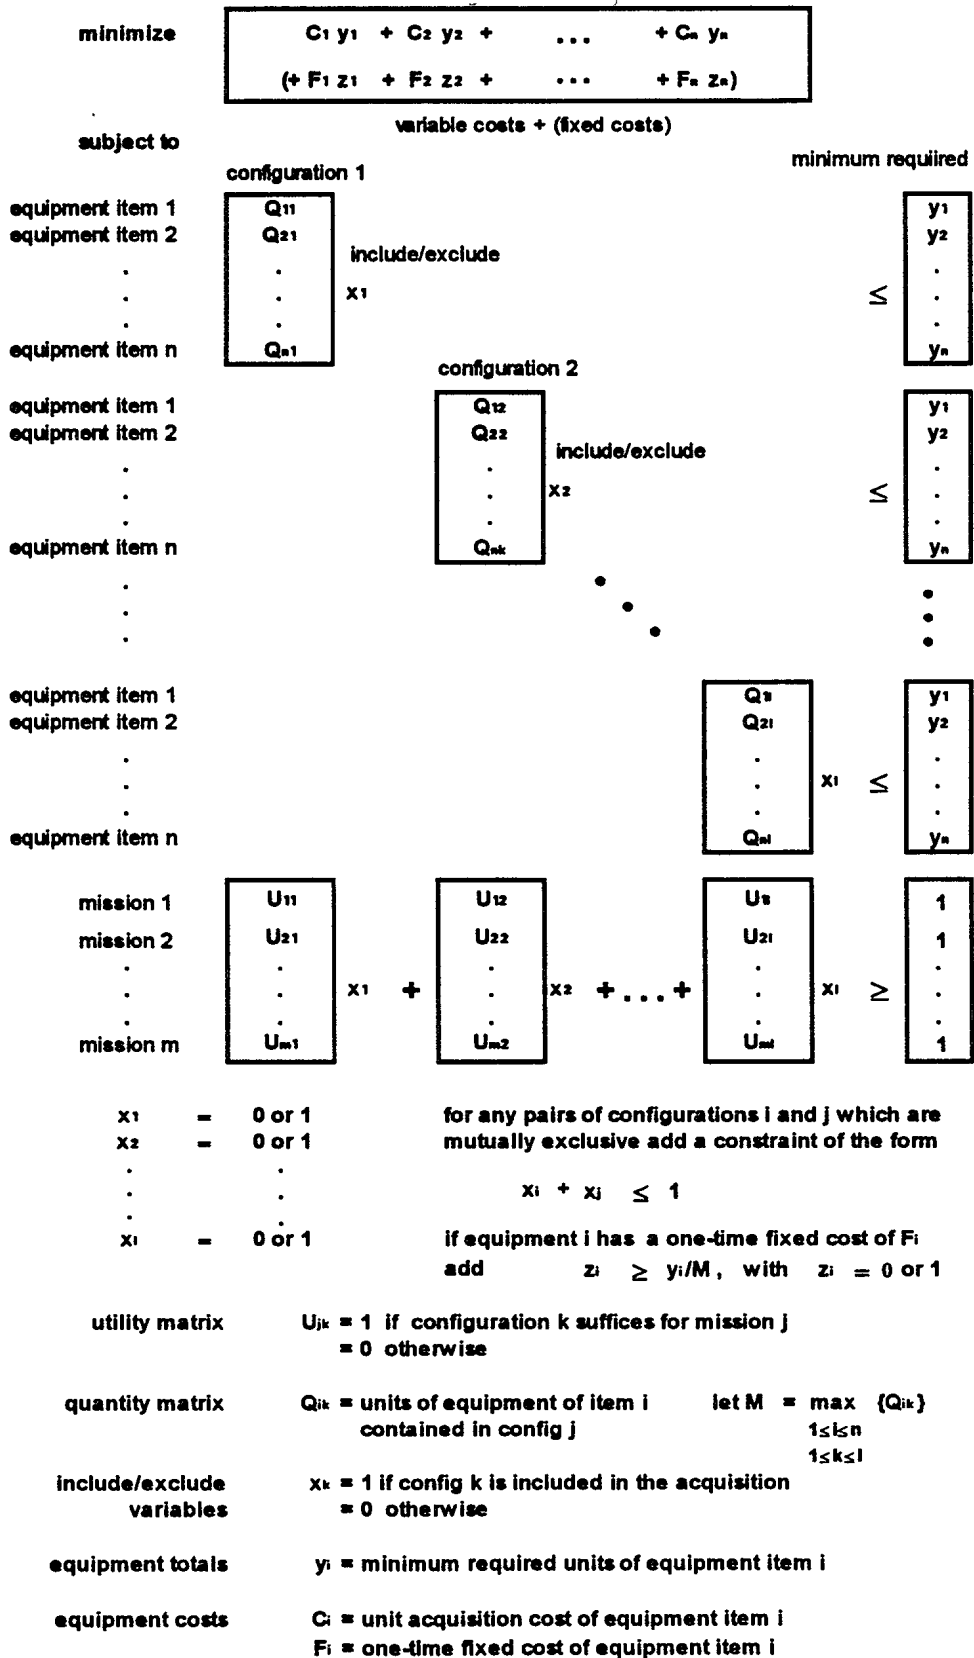 minimize C1 y1 + C2 y2 + ... + Cn yn
(+ F1 z1 + F2 z2 + ... + Fn zn)
variable costs + (fixed costs)
subject to
minimum requiired
configuration 1
equipment item 1 Q11 y1
equipment item 2 Q21 y2
include/exclude
. . .
. . x1 ≤ .
. . .
equipment item n Qn1 yn
configuration 2
equipment item 1 Q12 y1
equipment item 2 Q22 y2
include/exclude
. . .
. . x2 ≤ .
. . .
equipment item n Qnk yn
. • •
. • •
. • •
equipment item 1 Q1l y1
equipment item 2 Q2l y2
. . .
. . xl ≤ .
. . .
equipment item n Qnl yn
mission 1 U11 U12 U1l 1
mission 2 U21 U22 U2l 1
. . . . .
. . x1 + . x2 +...+ . xl ≥ .
. . . . .
mission m Um1 Um2 Uml 1
x1 = 0 or 1 for any pairs of configurations i and j which are
x2 = 0 or 1 mutually exclusive add a constraint of the form
. .
. . xi + xj ≤ 1
. .
xl = 0 or 1 if equipment i has a one-time fixed cost of Fi
add zi ≥ yi/M, with zi = 0 or 1
utility matrix Ujk = 1 if configuration k suffices for mission j
= 0 otherwise
quantity matrix Qik = units of equipment of item i let M = max {Qik}
contained in config j 1≤i≤n
1≤k≤l
include/exclude xk = 1 if config k is included in the acquisition
variables = 0 otherwise
equipment totals yi = minimum required units of equipment item i
equipment costs Ci = unit acquisition cost of equipment item i
Fi = one-time fixed cost of equipment item i